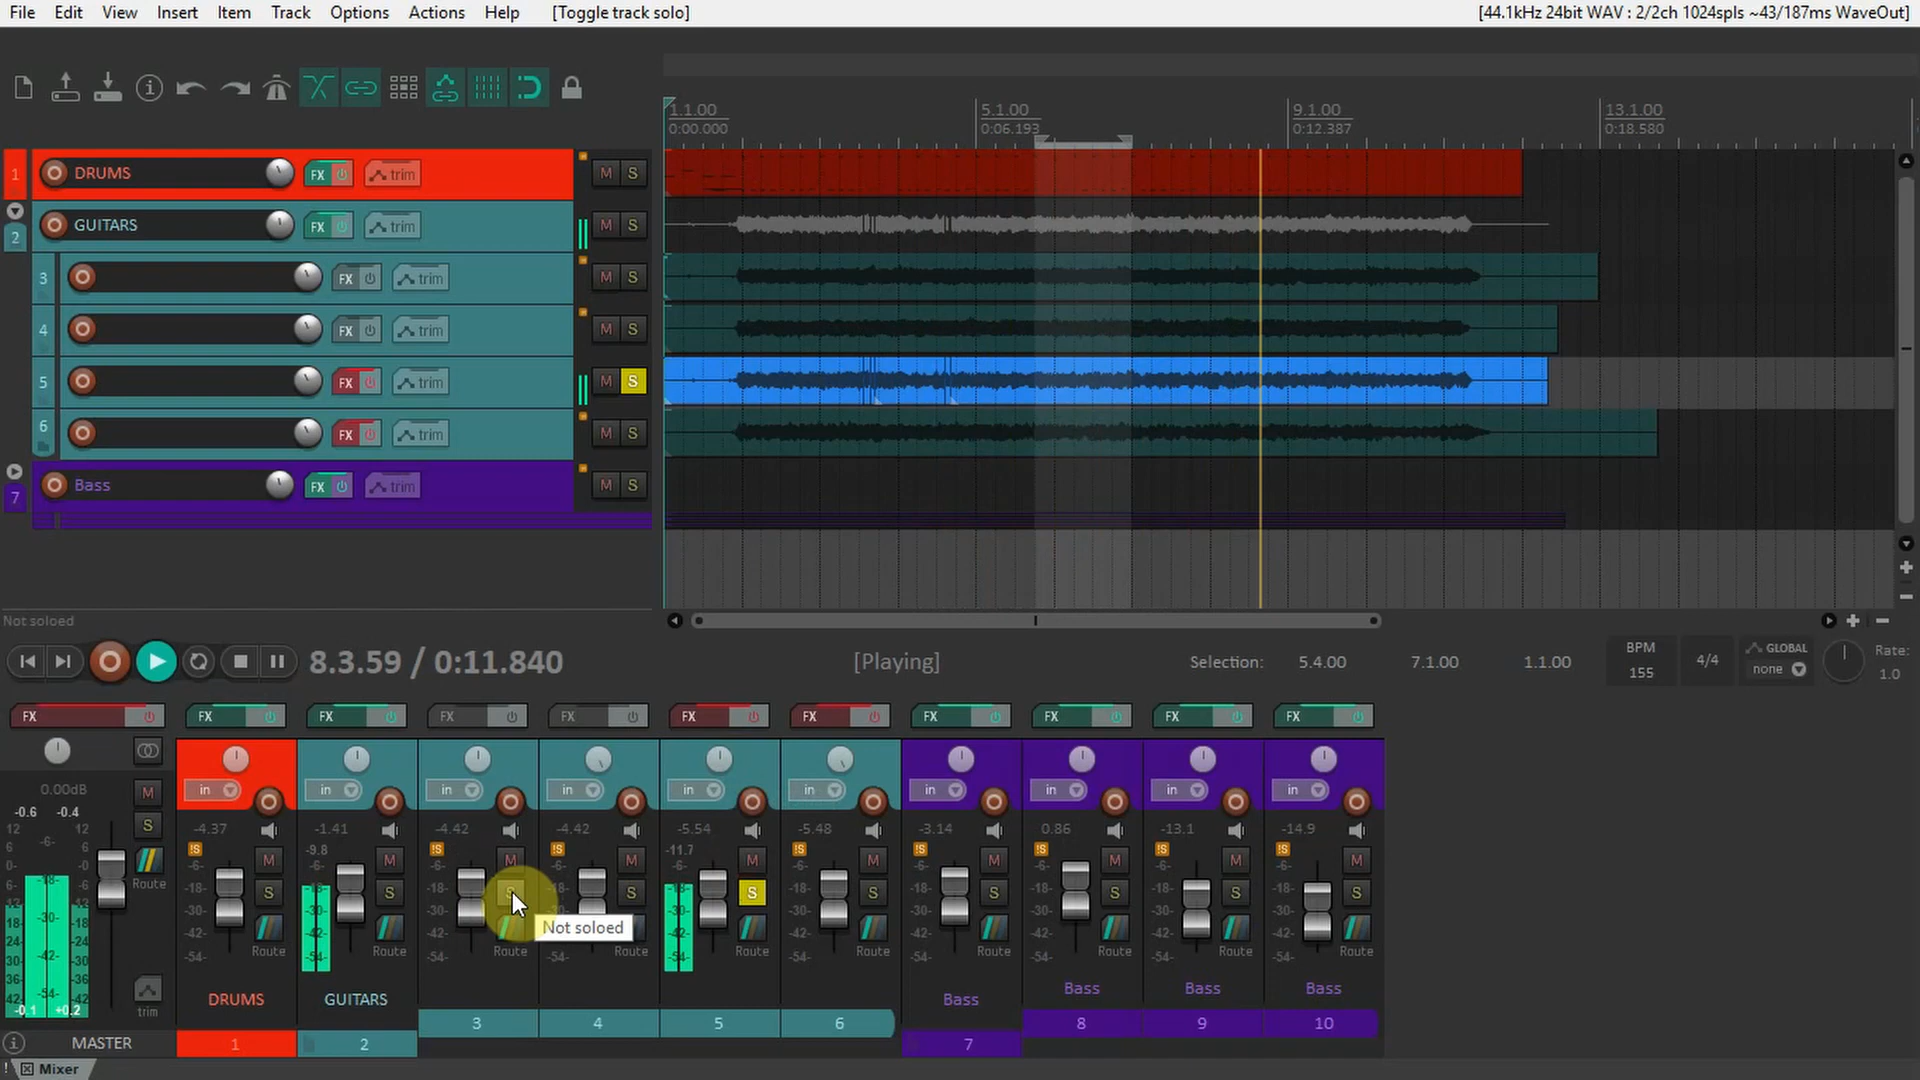 File Edit View Insert Item Track Options Actions Help [Toggle track solo] [44.1kHz 24bit WAV : 2/2ch 1024spls ~43/187ms WaveOut]
1.1.00 5.1.00 9.1.00 13.1.00
0:00.000 0:06.193 0:12.387 0:18.580
1 DRUMS FX trim M S
2 GUITARS FX trim M S
3 FX trim M S
4 FX trim M S
5 FX trim M S
6 FX trim M S
7 Bass FX trim M S
Not soloed
8.3.59 / 0:11.840 [Playing] Selection: 5.4.00 7.1.00 1.1.00 BPM 155 4/4 GLOBAL none Rate: 1.0
FX FX FX FX FX FX FX FX FX FX FX
in in in in in in in in in in
0.00dB M
-0.6 -0.4 S -4.37 -1.41 -4.42 -4.42 -5.54 -5.48 -3.14 0.86 -13.1 -14.9
-9.8 -11.7
M M M M M M M M M M
S S S S S S S S S
Route Route Route Route Route Route Route Route Route Route Route
Not soloed
-0.1 +0.2 trim
DRUMS GUITARS Bass Bass Bass Bass
3 4 5 6 8 9 10
MASTER 1 2 7
Mixer